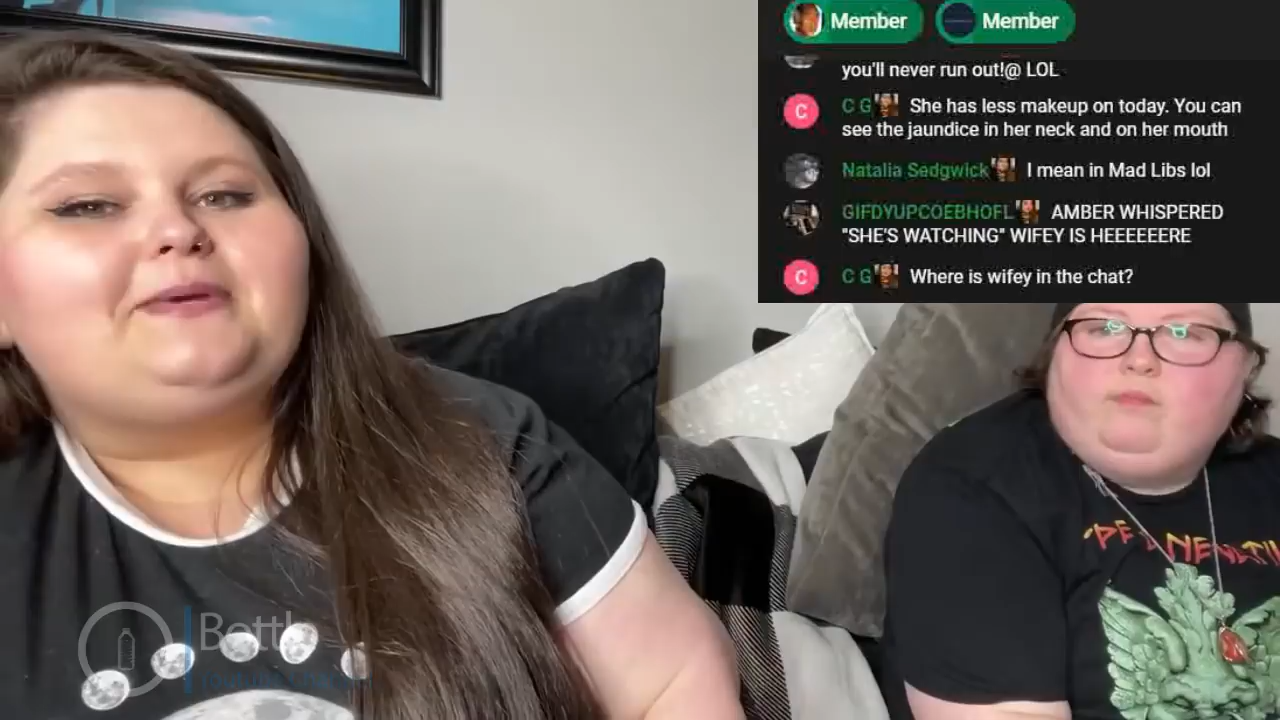 Member Member
you'll never run out!@ LOL
C C G She has less makeup on today. You can
see the jaundice in her neck and on her mouth
Natalia Sedgwick I mean in Mad Libs lol
GIFDYUPCOEBHOFL AMBER WHISPERED
"SHE'S WATCHING" WIFEY IS HEEEEEERE
C C G Where is wifey in the chat?
Bottle